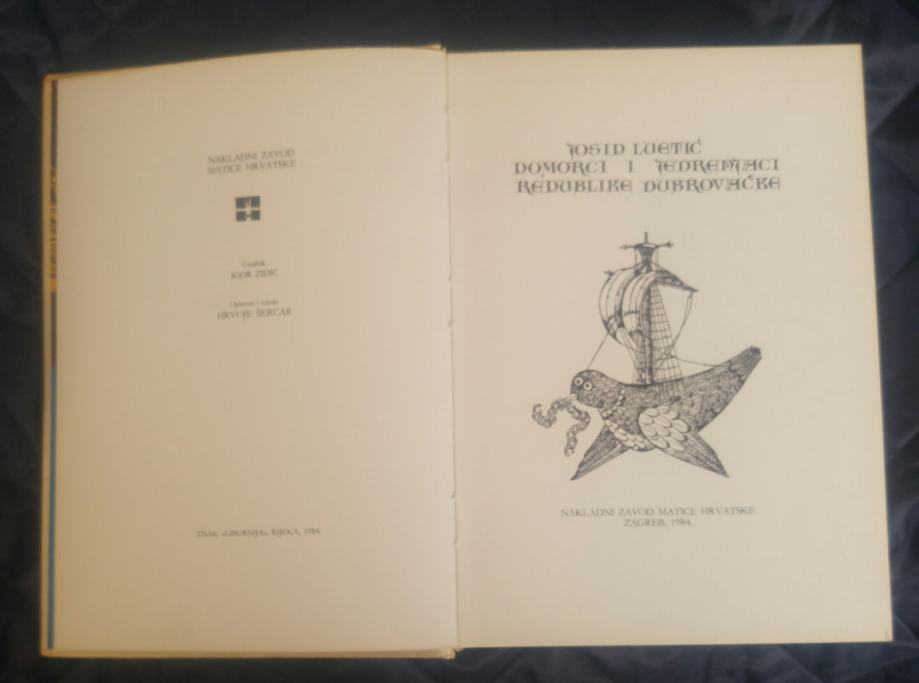 NAKLADNI ZAVOD
MATICE HRVATSKE
Urednik
IGOR ZIDIĆ
Oprema i crteži
HRVOJE ŠERCAR
TISAK: »LIBURNIJA«, RIJEKA, 1984.
JOSIP LUETIĆ
POMORCI I JEDRENJACI
REPUBLIKE DUBROVAČKE
NAKLADNI ZAVOD MATICE HRVATSKE
ZAGREB, 1984.